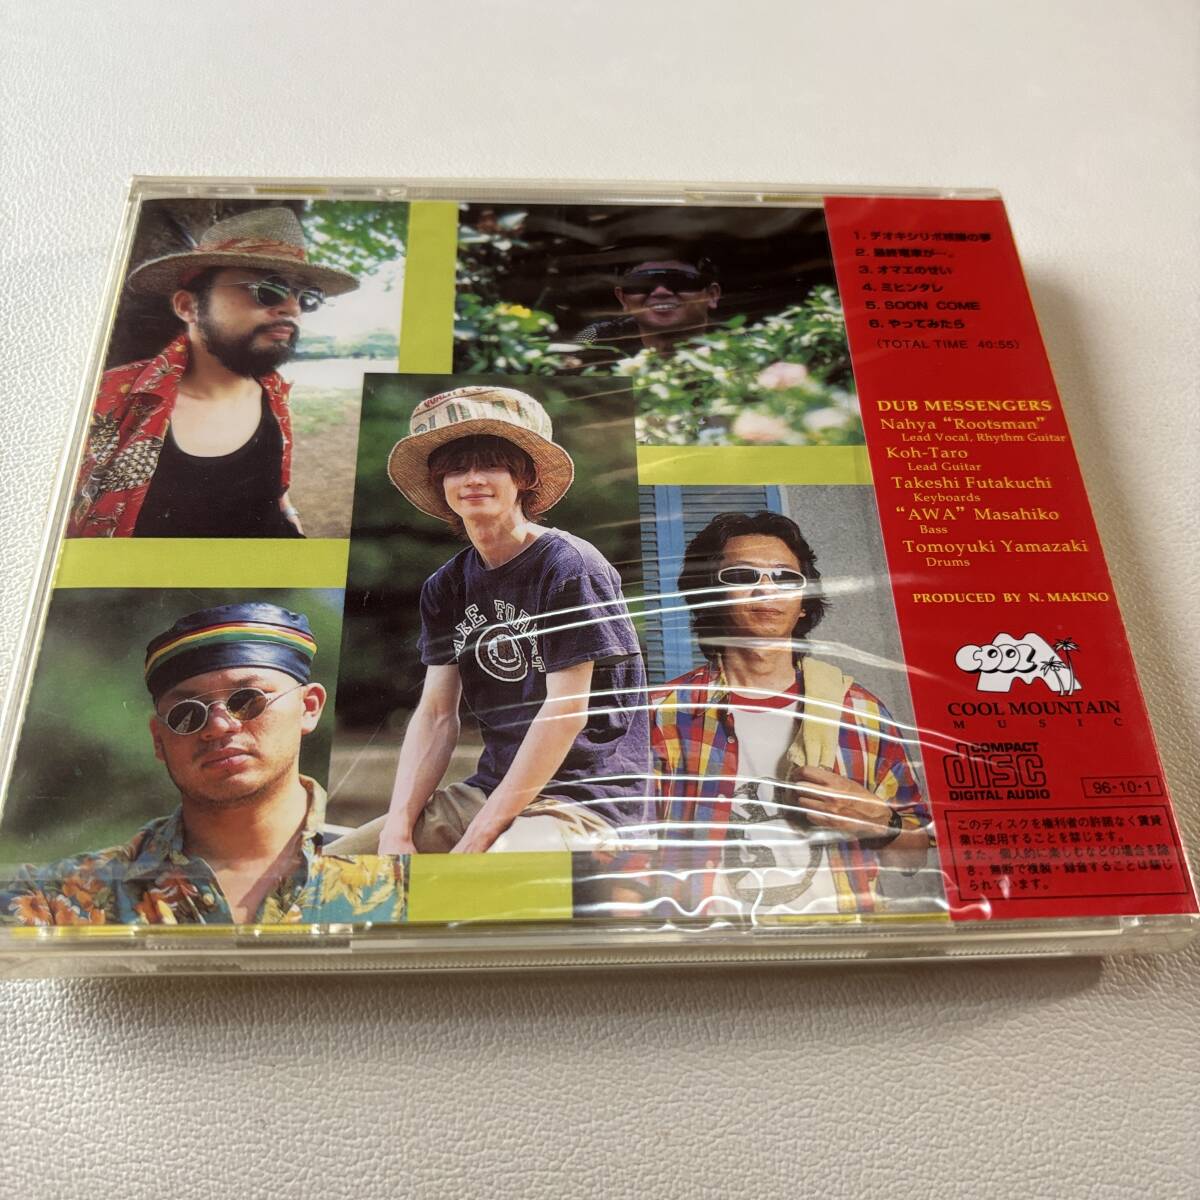 1. デオキシリボ核酸の夢
2. 最終電車が…。
3. オマエのせい
4. ミヒンタレ
5. SOON COME
6. やってみたら
(TOTAL TIME 40:55)
DUB MESSENGERS
Nahya "Rootsman"
Lead Vocal, Rhythm Guitar
Koh-Taro
Lead Guitar
Takeshi Futakuchi
Keyboards
"AWA" Masahiko
Bass
Tomoyuki Yamazaki
Drums
PRODUCED BY N. MAKINO
COOL
COOL MOUNTAIN
MUSIC
COMPACT
disc
DIGITAL AUDIO
96・10・1
このディスクを権利者の許諾なく賃貸
業に使用することを禁じます。
また、個人的に楽しむなどの場合を除
き、無断で複製・録音することは禁じ
られています。
LAKE FOREST